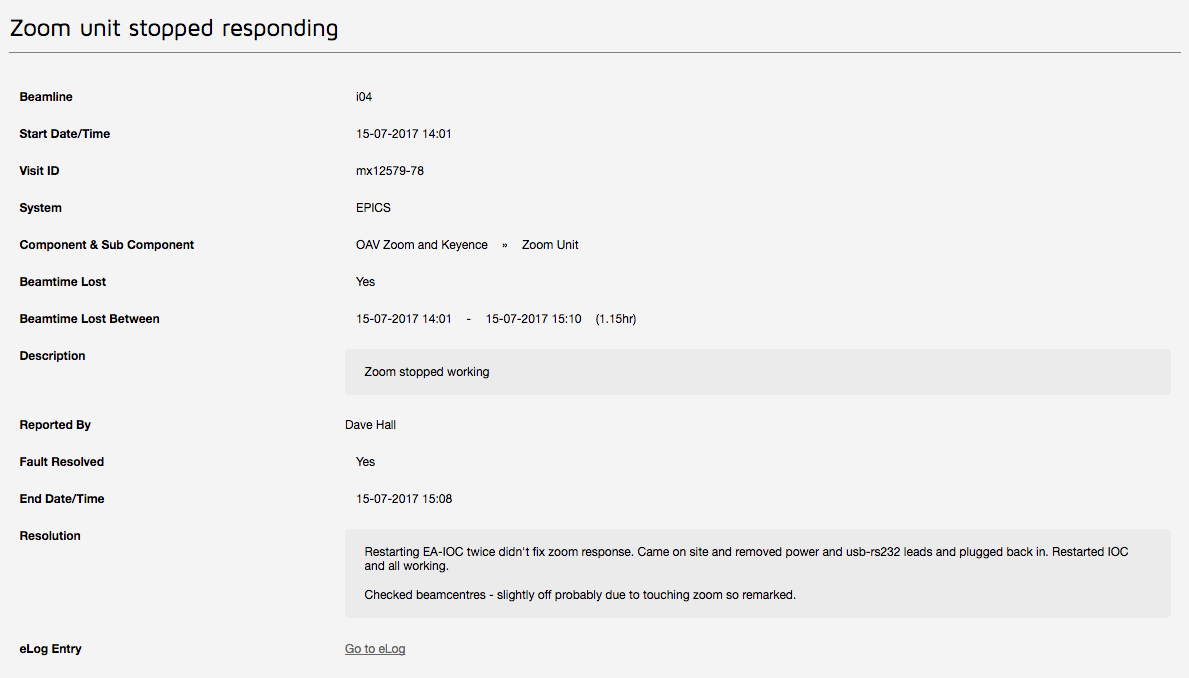 Zoom unit stopped responding
Beamline i04
Start Date/Time 15-07-2017 14:01
Visit ID mx12579-78
System EPICS
Component & Sub Component OAV Zoom and Keyence » Zoom Unit
Beamtime Lost Yes
Beamtime Lost Between 15-07-2017 14:01 - 15-07-2017 15:10 (1.15hr)
Description Zoom stopped working
Reported By Dave Hall
Fault Resolved Yes
End Date/Time 15-07-2017 15:08
Resolution Restarting EA-IOC twice didn't fix zoom response. Came on site and removed power and usb-rs232 leads and plugged back in. Restarted IOC
and all working.
Checked beamcentres - slightly off probably due to touching zoom so remarked.
eLog Entry Go to eLog